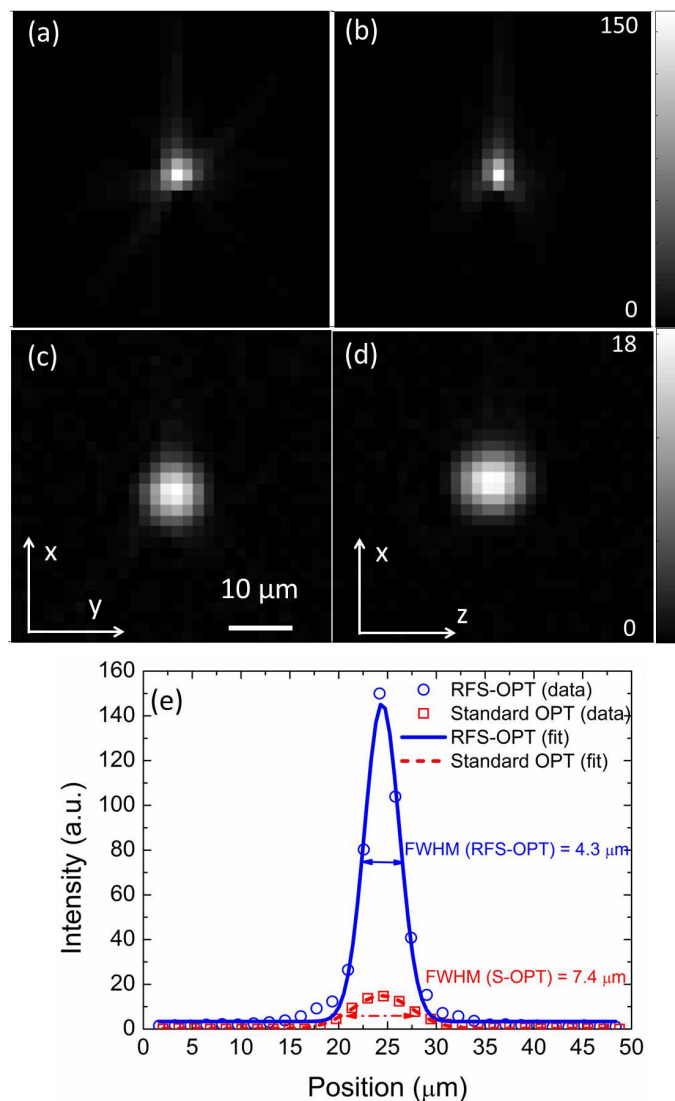 (a)
(b)
150
0
(c)
(d)
18
x
y
10 μm
x
z
0
(e)
160
140
120
100
80
60
40
20
0
Intensity (a.u.)
RFS-OPT (data)
Standard OPT (data)
RFS-OPT (fit)
Standard OPT (fit)
FWHM (RFS-OPT) = 4.3 μm
FWHM (S-OPT) = 7.4 μm
0 5 10 15 20 25 30 35 40 45 50
Position (μm)